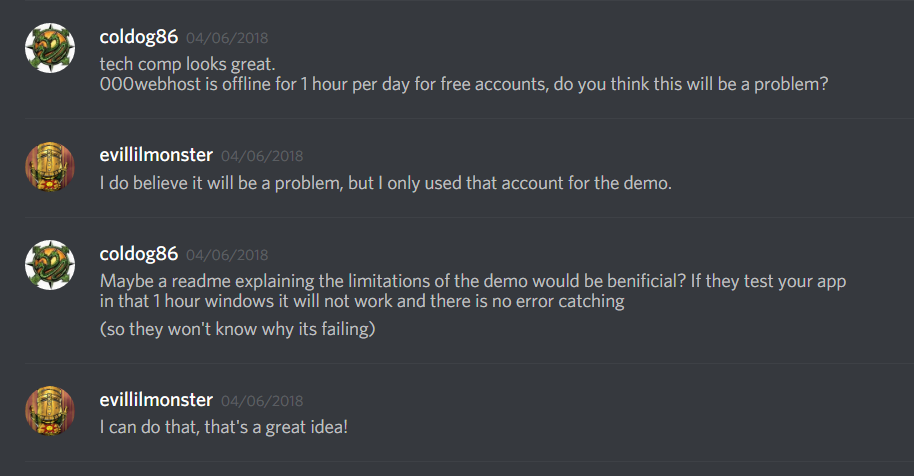 coldog86 04/06/2018
tech comp looks great.
000webhost is offline for 1 hour per day for free accounts, do you think this will be a problem?
evillilmonster 04/06/2018
I do believe it will be a problem, but I only used that account for the demo.
coldog86 04/06/2018
Maybe a readme explaining the limitations of the demo would be benificial? If they test your app
in that 1 hour windows it will not work and there is no error catching
(so they won't know why its failing)
evillilmonster 04/06/2018
I can do that, that's a great idea!